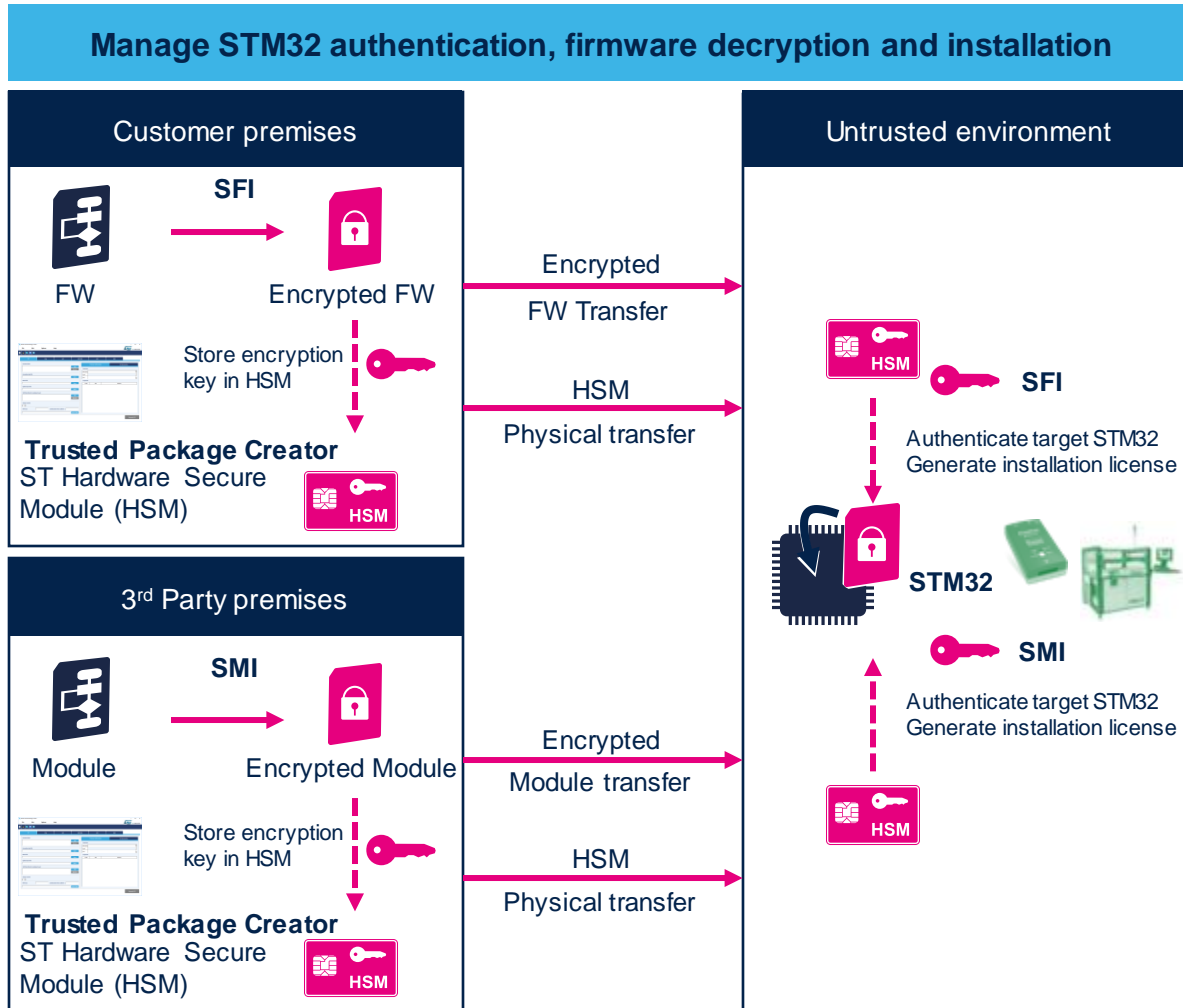 Manage STM32 authentication, firmware decryption and installation
Customer premises
SFI
FW
Encrypted FW
Store encryption
key in HSM
Trusted Package Creator
ST Hardware Secure
Module (HSM)
HSM
Encrypted
FW Transfer
HSM
Physical transfer
3rd Party premises
SMI
Module
Encrypted Module
Store encryption
key in HSM
Trusted Package Creator
ST Hardware Secure
Module (HSM)
HSM
Encrypted
Module transfer
HSM
Physical transfer
Untrusted environment
HSM
SFI
Authenticate target STM32
Generate installation license
STM32
SMI
Authenticate target STM32
Generate installation license
HSM